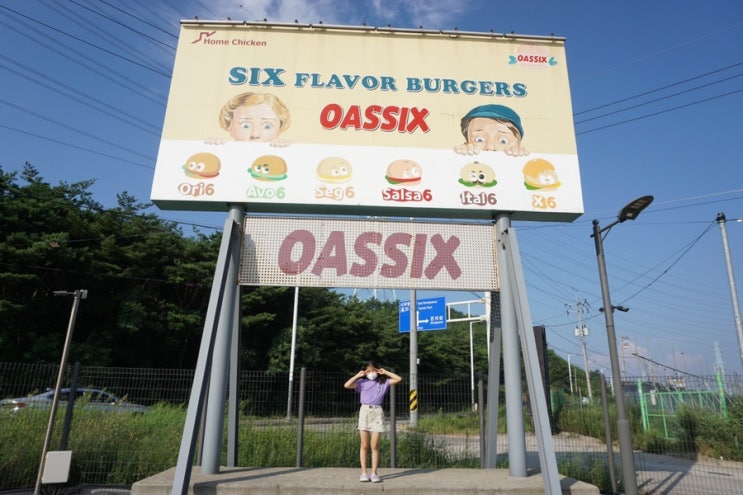 Home Chicken
OASSIX
SIX FLAVOR BURGERS
OASSIX
Ori6 Avo6 Seg6 Salsa6 Ital6 X6
OASSIX